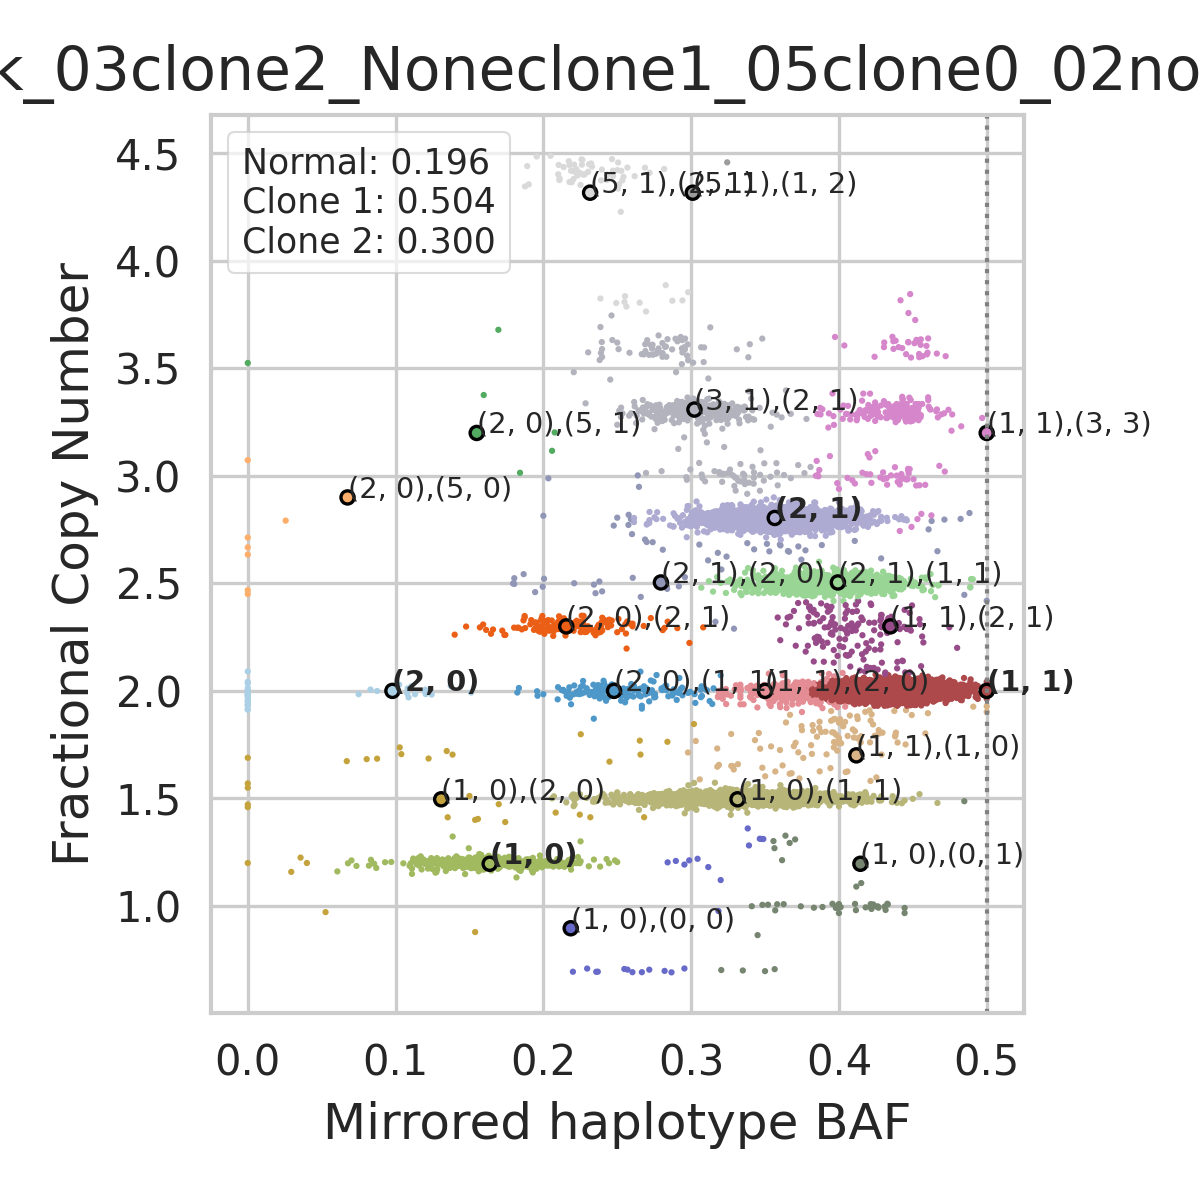 k_03clone2_Noneclone1_05clone0_02no
Normal: 0.196
Clone 1: 0.504
Clone 2: 0.300
4.5
4.0
3.5
3.0
2.5
2.0
1.5
1.0
Fractional Copy Number
(5, 1),(2, 1)
(5, 1),(1, 2)
(3, 1),(2, 1)
(2, 0),(5, 1)
(1, 1),(3, 3)
(2, 0),(5, 0)
(2, 1)
(2, 1),(2, 0)
(2, 1),(1, 1)
(2, 0),(2, 1)
(1, 1),(2, 1)
(2, 0)
(2, 0),(1, 1)
(1, 1),(2, 0)
(1, 1)
(1, 1),(1, 0)
(1, 0),(2, 0)
(1, 0),(1, 1)
(1, 0)
(1, 0),(0, 1)
(1, 0),(0, 0)
0.0 0.1 0.2 0.3 0.4 0.5
Mirrored haplotype BAF